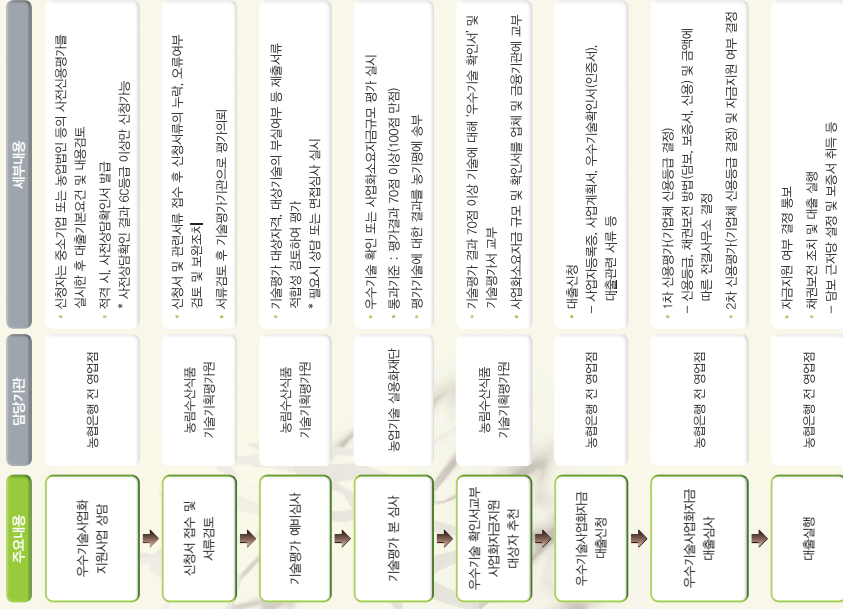 주요내용
담당기관
세부내용
우수기술사업화
지원사업 상담
농협은행 전 영업점
• 신청자는 중소기업 또는 농업법인 등의 사전신용평가를
실시한 후 대출기본요건 및 내용검토
• 적격 시, 사전상담확인서 발급
* 사전상담확인 결과 6C등급 이상만 신청가능
신청서 접수 및
서류검토
농림수산식품
기술기획평가원
• 신청서 및 관련서류 접수 후 신청서류의 누락, 오류여부
검토 및 보완조치
• 서류검토 후 기술평가기관으로 평가의뢰
기술평가 예비심사
농림수산식품
기술기획평가원
• 기술평가 대상자격, 대상기술의 부실여부 등 제출서류
적합성 검토하여 평가
* 필요시 상담 또는 면접심사 실시
기술평가 본 심사
농업기술 실용화재단
• 우수기술 확인 또는 사업화소요자금규모 평가 실시
• 통과기준 : 평가결과 70점 이상(100점 만점)
• 평가기술에 대한 결과를 농기평에 송부
우수기술 확인서교부
사업화자금지원
대상자 추천
농림수산식품
기술기획평가원
• 기술평가 결과 70점 이상 기술에 대해 '우수기술 확인서' 및
기술평가서 교부
• 사업화소요자금 규모 및 확인서를 업체 및 금융기관에 교부
우수기술사업화자금
대출신청
농협은행 전 영업점
• 대출신청
– 사업자등록증, 사업계획서, 우수기술확인서(인증서),
대출관련 서류 등
우수기술사업화자금
대출심사
농협은행 전 영업점
• 1차 신용평가(기업체 신용등급 결정)
– 신용등급, 채권보전 방법(담보, 보증서, 신용) 및 금액에
따른 전결사무소 결정
• 2차 신용평가(기업체 신용등급 결정) 및 자금지원 여부 결정
대출실행
농협은행 전 영업점
• 자금지원 여부 결정 통보
• 채권보전 조치 및 대출 실행
– 담보 근저당 설정 및 보증서 취득 등